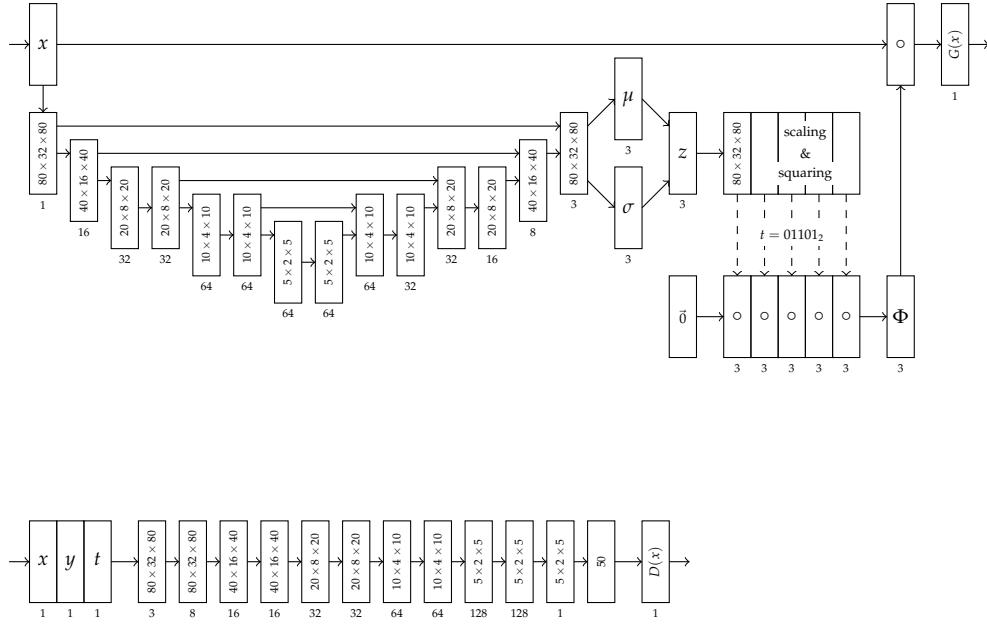 x
∘
G(x)
1
μ
3
80 × 32 × 80
1
40 × 16 × 40
16
20 × 8 × 20
32
20 × 8 × 20
32
10 × 4 × 10
64
10 × 4 × 10
64
5 × 2 × 5
64
5 × 2 × 5
64
10 × 4 × 10
64
10 × 4 × 10
32
20 × 8 × 20
32
20 × 8 × 20
16
40 × 16 × 40
8
80 × 32 × 80
3
σ
3
z
3
80 × 32 × 80
scaling
&
squaring
t = 01101₂
0⃗
∘ ∘ ∘ ∘ ∘
3 3 3 3 3
Φ
3
x y t
1 1 1
80 × 32 × 80
3
80 × 32 × 80
8
40 × 16 × 40
16
40 × 16 × 40
16
20 × 8 × 20
32
20 × 8 × 20
32
10 × 4 × 10
64
10 × 4 × 10
64
5 × 2 × 5
128
5 × 2 × 5
128
5 × 2 × 5
1
50
D(x)
1